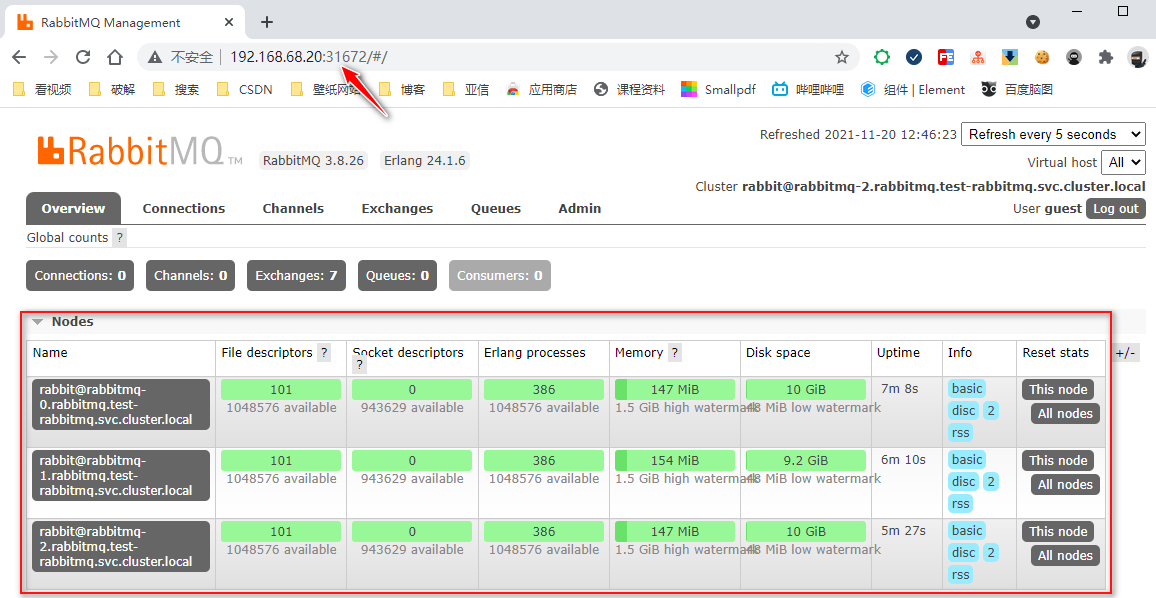 RabbitMQ Management
不安全 192.168.68.20:31672/#/
看视频 破解 搜索 CSDN 壁纸网站 博客 亚信 应用商店 课程资料 Smallpdf 哔哩哔哩 组件 | Element 百度脑图
Refreshed 2021-11-20 12:46:23 Refresh every 5 seconds
RabbitMQ TM RabbitMQ 3.8.26 Erlang 24.1.6
Virtual host All
Cluster rabbit@rabbitmq-2.rabbitmq.test-rabbitmq.svc.cluster.local
Overview Connections Channels Exchanges Queues Admin
User guest Log out
Global counts ?
Connections: 0 Channels: 0 Exchanges: 7 Queues: 0 Consumers: 0
Nodes
Name File descriptors ? Socket descriptors ? Erlang processes Memory ? Disk space Uptime Info Reset stats +/-
rabbit@rabbitmq-
0.rabbitmq.test-
rabbitmq.svc.cluster.local
101 0 386 147 MiB 10 GiB 7m 8s basic This node
1048576 available 943629 available 1048576 available 1.5 GiB high watermark 48 MiB low watermark disc 2 All nodes
rss
rabbit@rabbitmq-
1.rabbitmq.test-
rabbitmq.svc.cluster.local
101 0 386 154 MiB 9.2 GiB 6m 10s basic This node
1048576 available 943629 available 1048576 available 1.5 GiB high watermark 48 MiB low watermark disc 2 All nodes
rss
rabbit@rabbitmq-
2.rabbitmq.test-
rabbitmq.svc.cluster.local
101 0 386 147 MiB 10 GiB 5m 27s basic This node
1048576 available 943629 available 1048576 available 1.5 GiB high watermark 48 MiB low watermark disc 2 All nodes
rss